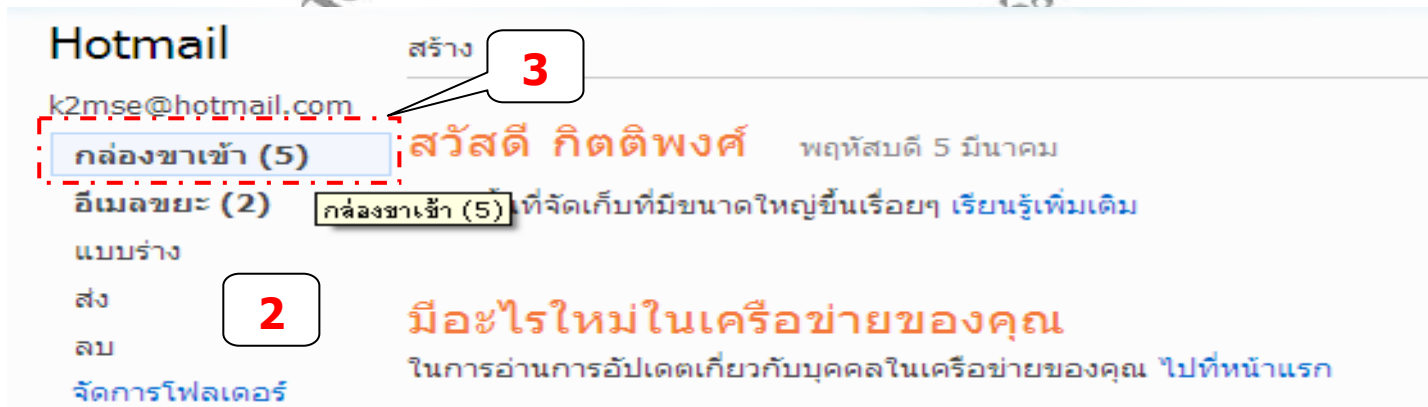 Hotmail
สร้าง
3
k2mse@hotmail.com
กล่องขาเข้า (5)
สวัสดี กิตติพงศ์ พฤหัสบดี 5 มีนาคม
อีเมลขยะ (2)
กล่องขาเข้า (5)
ที่จัดเก็บที่มีขนาดใหญ่ขึ้นเรื่อยๆ เรียนรู้เพิ่มเติม
แบบร่าง
ส่ง
2
มีอะไรใหม่ในเครือข่ายของคุณ
ลบ
ในการอ่านการอัปเดตเกี่ยวกับบุคคลในเครือข่ายของคุณ ไปที่หน้าแรก
จัดการโฟลเดอร์